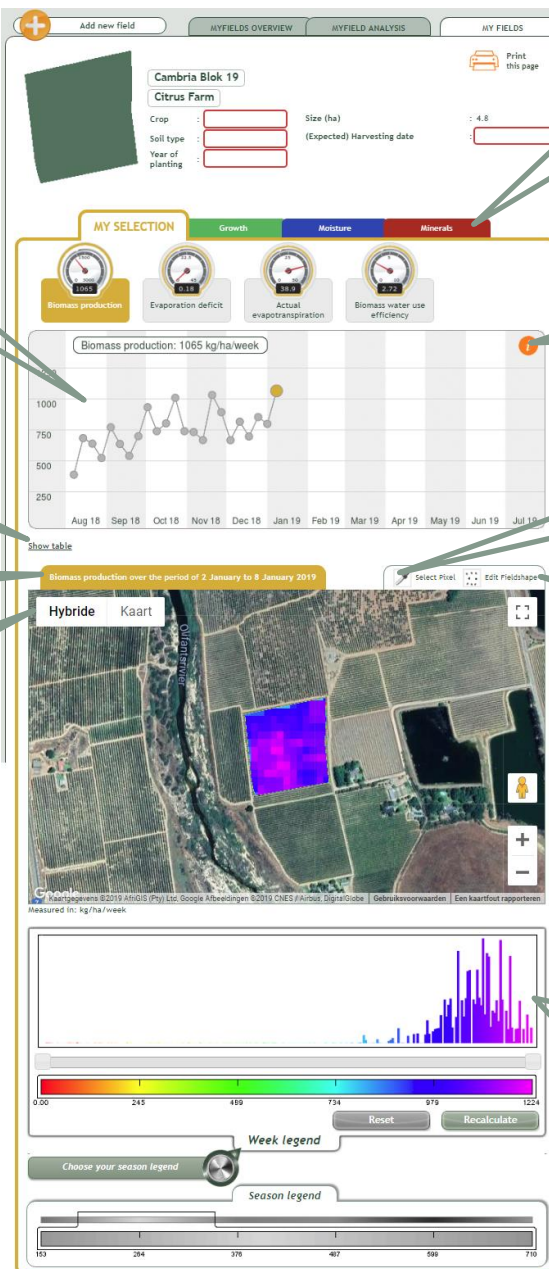 Add new field
MYFIELDS OVERVIEW
MYFIELD ANALYSIS
MY FIELDS
Print
this page
Cambria Blok 19
Citrus Farm
Crop :
Size (ha) : 4.8
Soil type :
(Expected) Harvesting date :
Year of
planting :
MY SELECTION
Growth
Moisture
Minerals
1065
0.18
38.9
2.72
Biomass production
Evaporation deficit
Actual
evapotranspiration
Biomass water use
efficiency
Biomass production: 1065 kg/ha/week
i
1000
750
500
250
Aug 18 Sep 18 Oct 18 Nov 18 Dec 18 Jan 19 Feb 19 Mar 19 Apr 19 May 19 Jun 19 Jul 19
Show table
Biomass production over the period of 2 January to 8 January 2019
Select Pixel
Edit Fieldshape
Hybride Kaart
Olifantsrivier
Google
Kaartgegevens ©2019 AfriGIS (Pty) Ltd, Google Afbeeldingen ©2019 CNES / Airbus, DigitalGlobe
Gebruiksvoorwaarden
Een kaartfout rapporteren
Measured in: kg/ha/week
0.00 245 489 734 979 1224
Reset
Recalculate
Week legend
Choose your season legend
Season legend
153 264 376 487 599 710